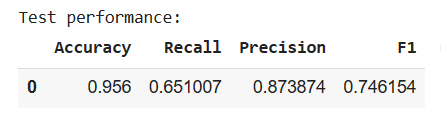 Test performance:
Accuracy Recall Precision F1
0 0.956 0.651007 0.873874 0.746154